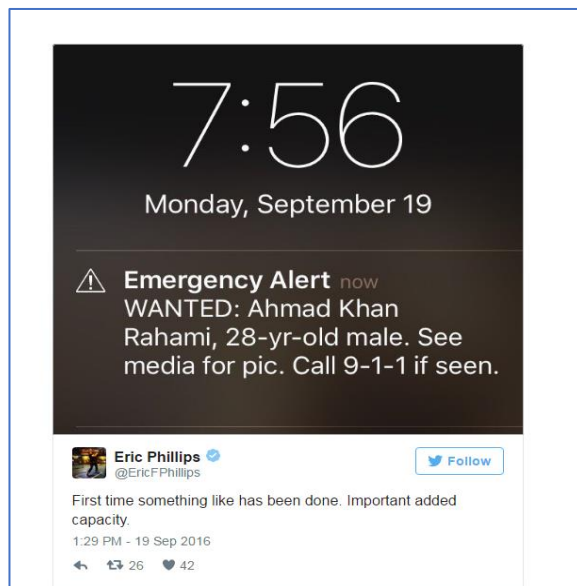 7:56
Monday, September 19
Emergency Alert now
WANTED: Ahmad Khan
Rahami, 28-yr-old male. See
media for pic. Call 9-1-1 if seen.
Eric Phillips
@EricFPhillips
Follow
First time something like has been done. Important added
capacity.
1:29 PM - 19 Sep 2016
26 42